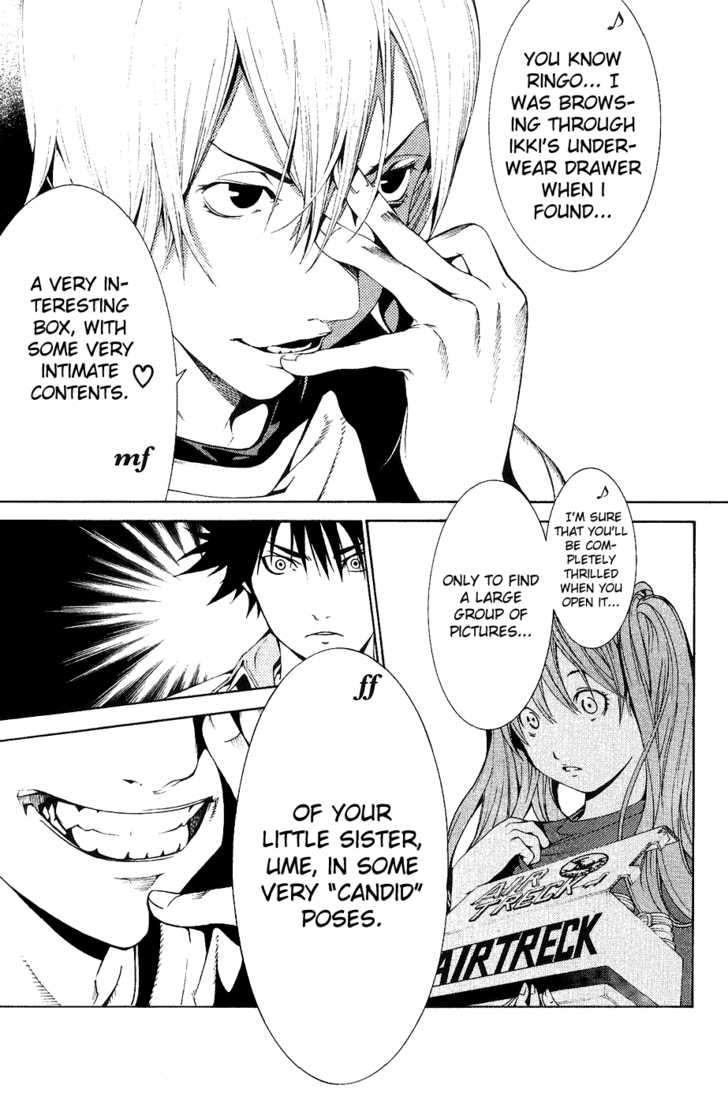 ♪
YOU KNOW
RINGO... I
WAS BROWS-
ING THROUGH
IKKI'S UNDER-
WEAR DRAWER
WHEN I
FOUND...
A VERY IN-
TERESTING
BOX, WITH
SOME VERY
INTIMATE ♡
CONTENTS.
mf
♪
I'M SURE
THAT YOU'LL
BE COM-
PLETELY
THRILLED
WHEN YOU
OPEN IT...
ONLY TO FIND
A LARGE
GROUP OF
PICTURES...
ff
OF YOUR
LITTLE SISTER,
UME, IN SOME
VERY "CANDID"
POSES.
AIR
TRECK
AIRTRECK